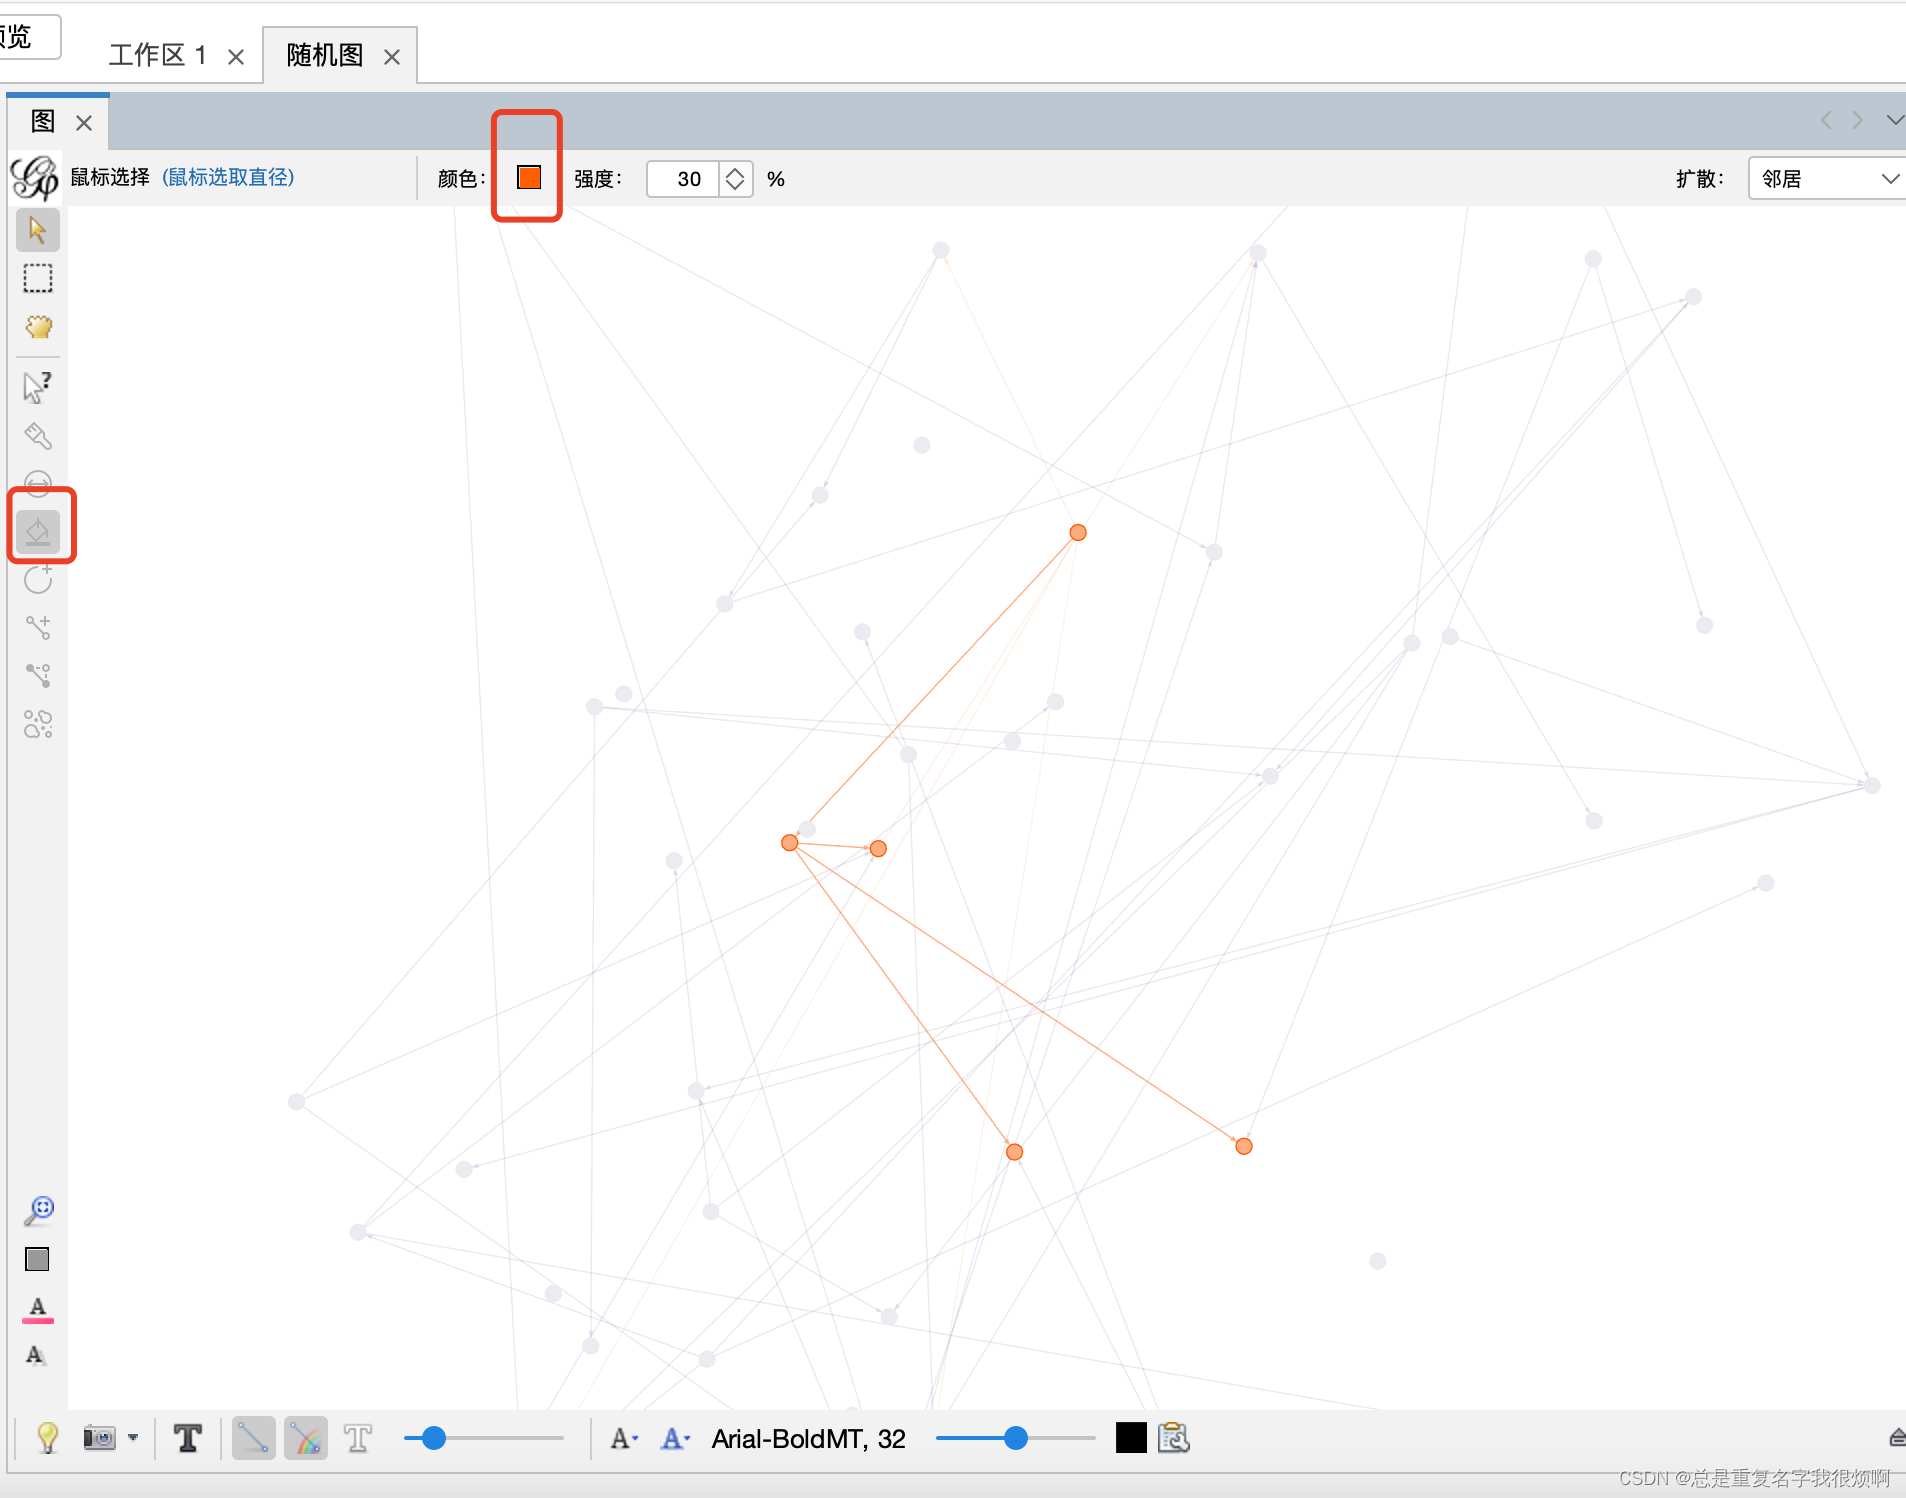 预览
工作区 1
随机图
图
鼠标选择 (鼠标选取直径)
颜色:
强度: 30 %
扩散: 邻居
Arial-BoldMT, 32
CSDN @总是重复名字我很烦啊